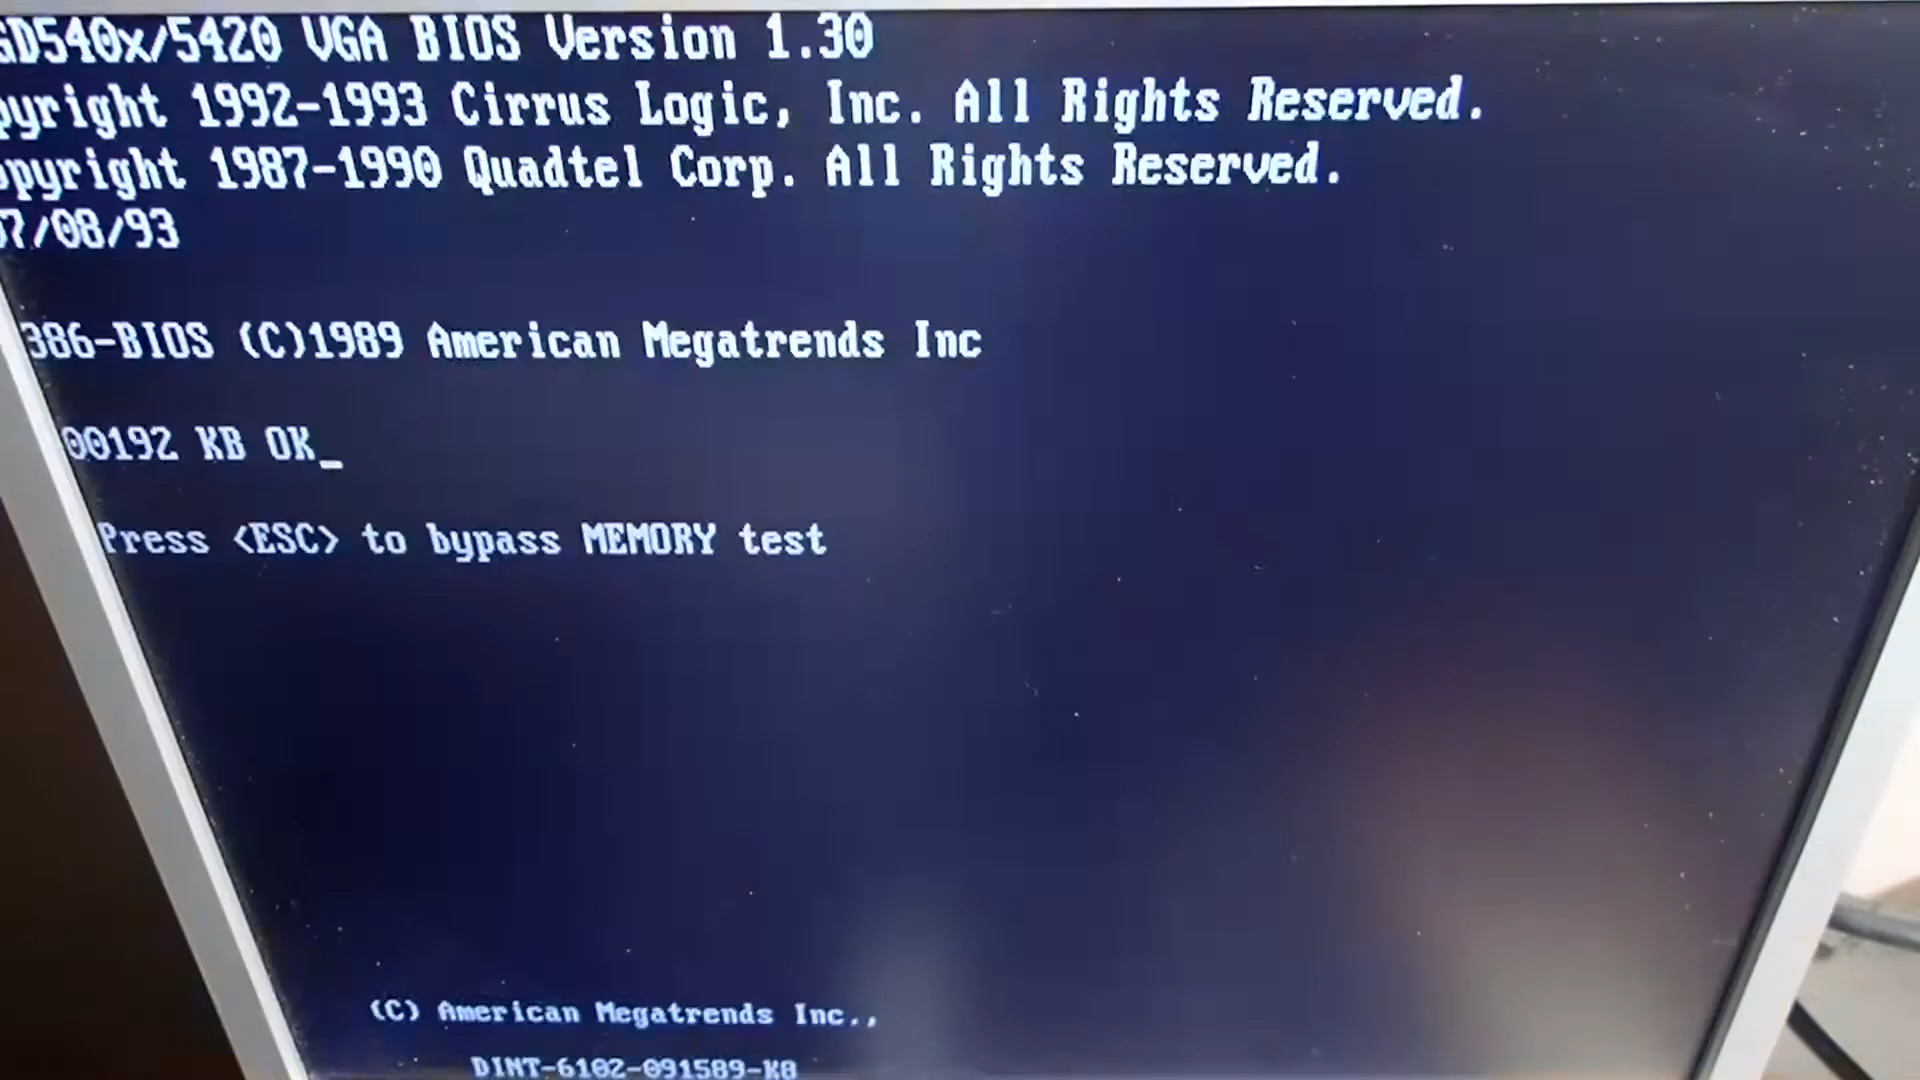 GD540x/5420 VGA BIOS Version 1.30
pyright 1992-1993 Cirrus Logic, Inc. All Rights Reserved.
opyright 1987-1990 Quadtel Corp. All Rights Reserved.
07/08/93
386-BIOS (C)1989 American Megatrends Inc
00192 KB OK_
Press <ESC> to bypass MEMORY test
(C) American Megatrends Inc.,
DINT-6102-091589-K8